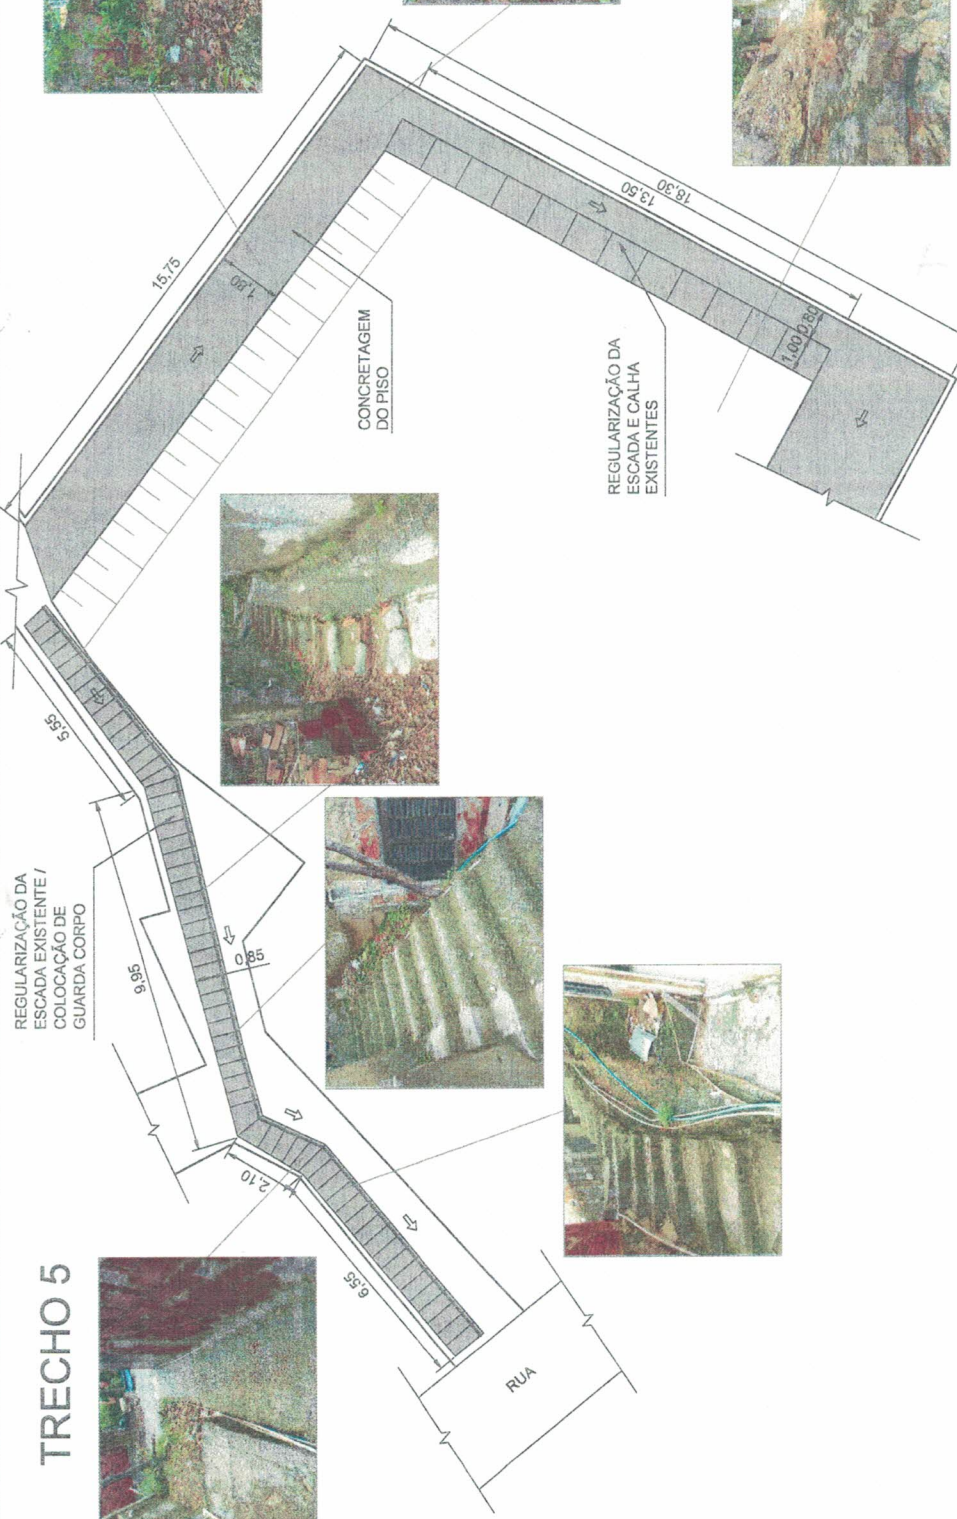 TRECHO 5
REGULARIZAÇÃO DA
ESCADA EXISTENTE /
COLOCAÇÃO DE
GUARDA CORPO
CONCRETAGEM
DO PISO
REGULARIZAÇÃO DA
ESCADA E CALHA
EXISTENTES
RUA
6,55
2,10
9,95
0,85
5,55
15,75
1,80
13,50
18,30
1,00
0,80